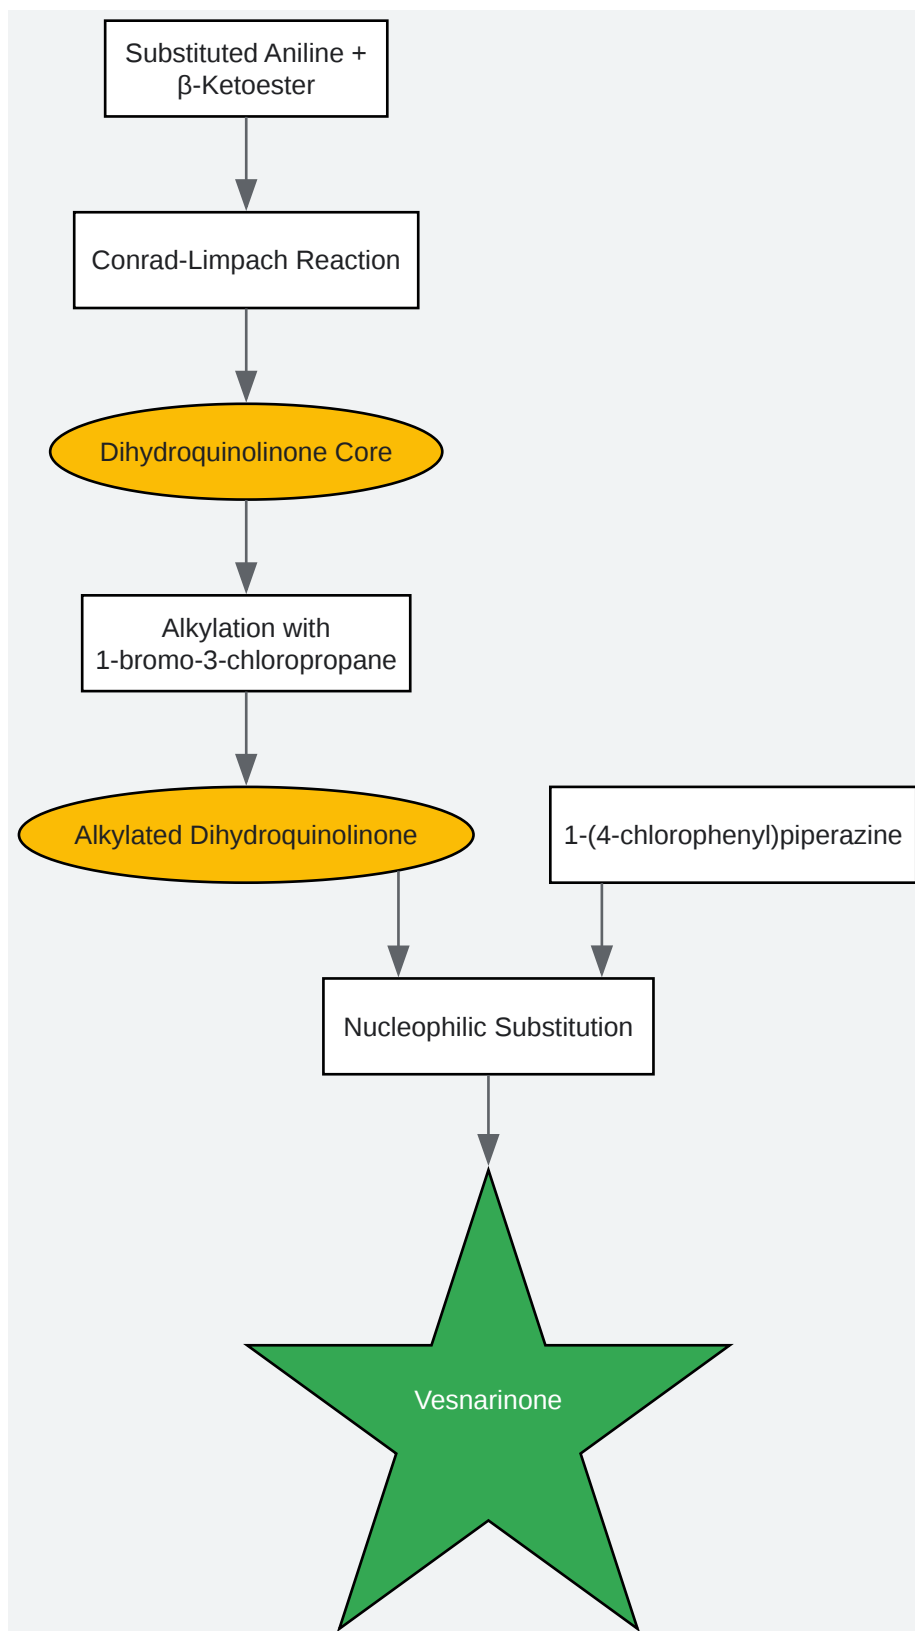 Substituted Aniline +
β-Ketoester
Conrad-Limpach Reaction
Dihydroquinolinone Core
Alkylation with
1-bromo-3-chloropropane
Alkylated Dihydroquinolinone
1-(4-chlorophenyl)piperazine
Nucleophilic Substitution
Vesnarinone